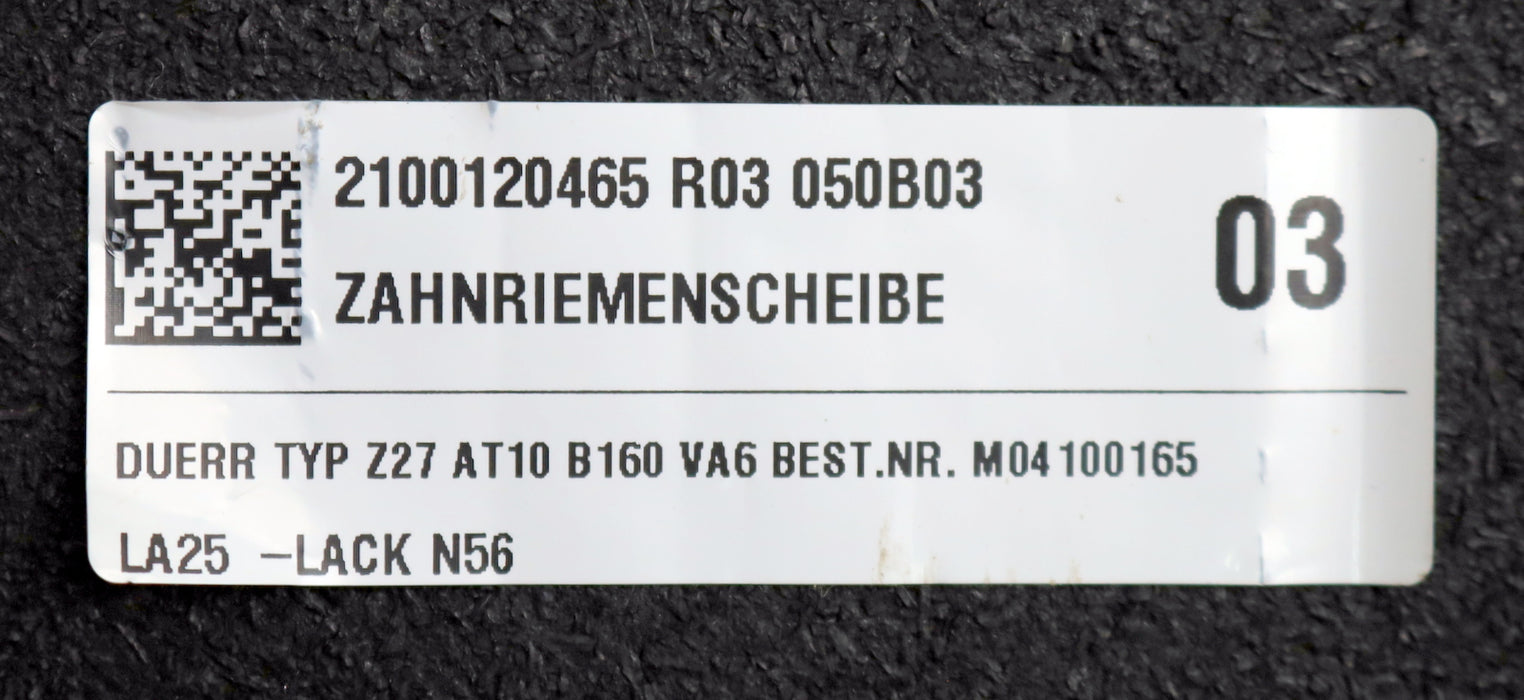 2100120465 R03 050B03
03
ZAHNRIEMENSCHEIBE
DUERR TYP Z27 AT10 B160 VA6 BEST.NR. M04100165
LA25 –LACK N56